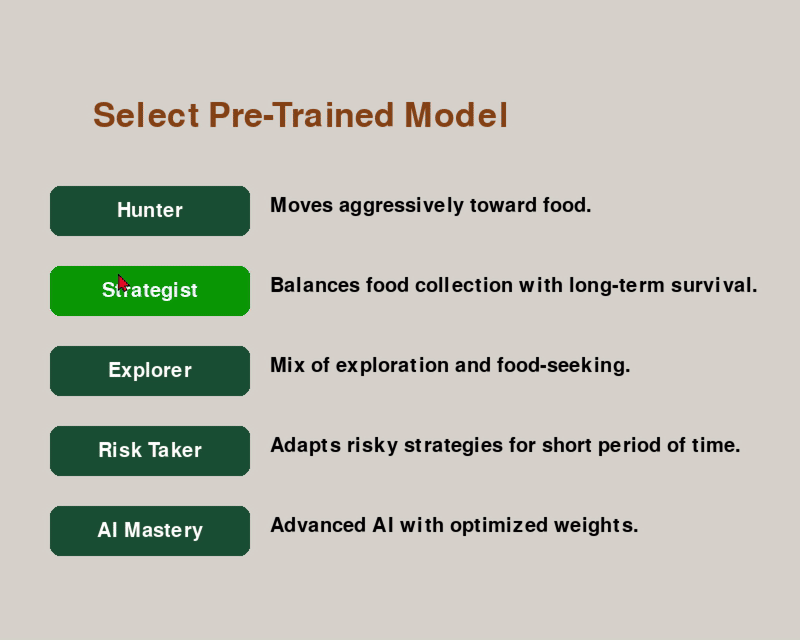 Select Pre-Trained Model
Hunter Moves aggressively toward food.
Strategist Balances food collection with long-term survival.
Explorer Mix of exploration and food-seeking.
Risk Taker Adapts risky strategies for short period of time.
AI Mastery Advanced AI with optimized weights.